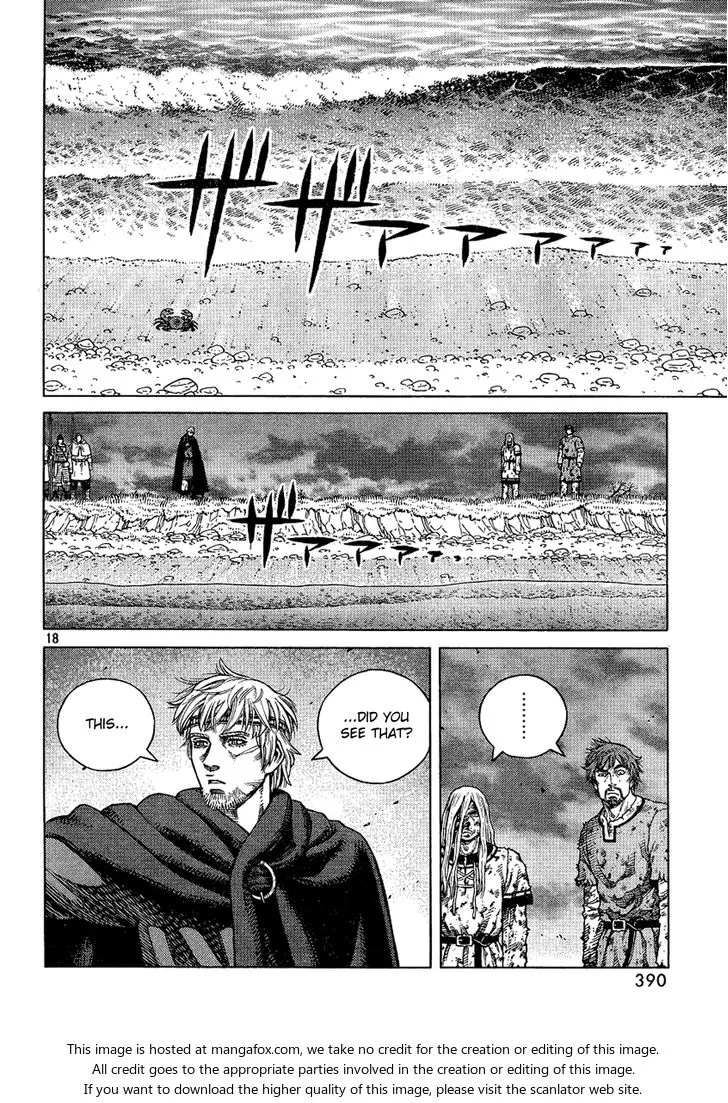 ザザァァァァァァ
ザァァァァ..
18
...DID YOU
SEE THAT?
THIS...
.........
390
This image is hosted at mangafox.com, we take no credit for the creation or editing of this image.
All credit goes to the appropriate parties involved in the creation or editing of this image.
If you want to download the higher quality of this image, please visit the scanlator web site.